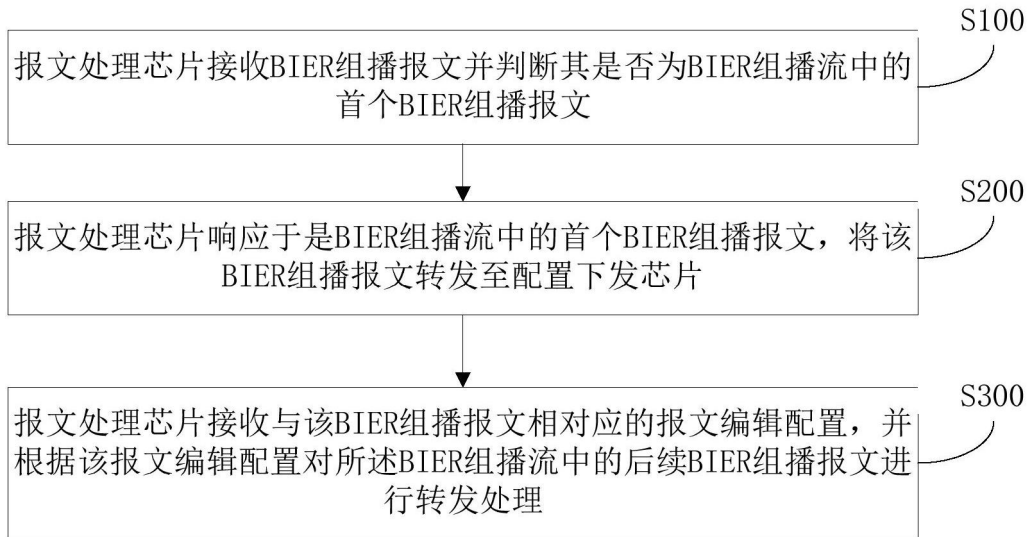 S100
报文处理芯片接收BIER组播报文并判断其是否为BIER组播流中的
首个BIER组播报文
S200
报文处理芯片响应于是BIER组播流中的首个BIER组播报文，将该
BIER组播报文转发至配置下发芯片
S300
报文处理芯片接收与该BIER组播报文相对应的报文编辑配置，并
根据该报文编辑配置对所述BIER组播流中的后续BIER组播报文进
行转发处理